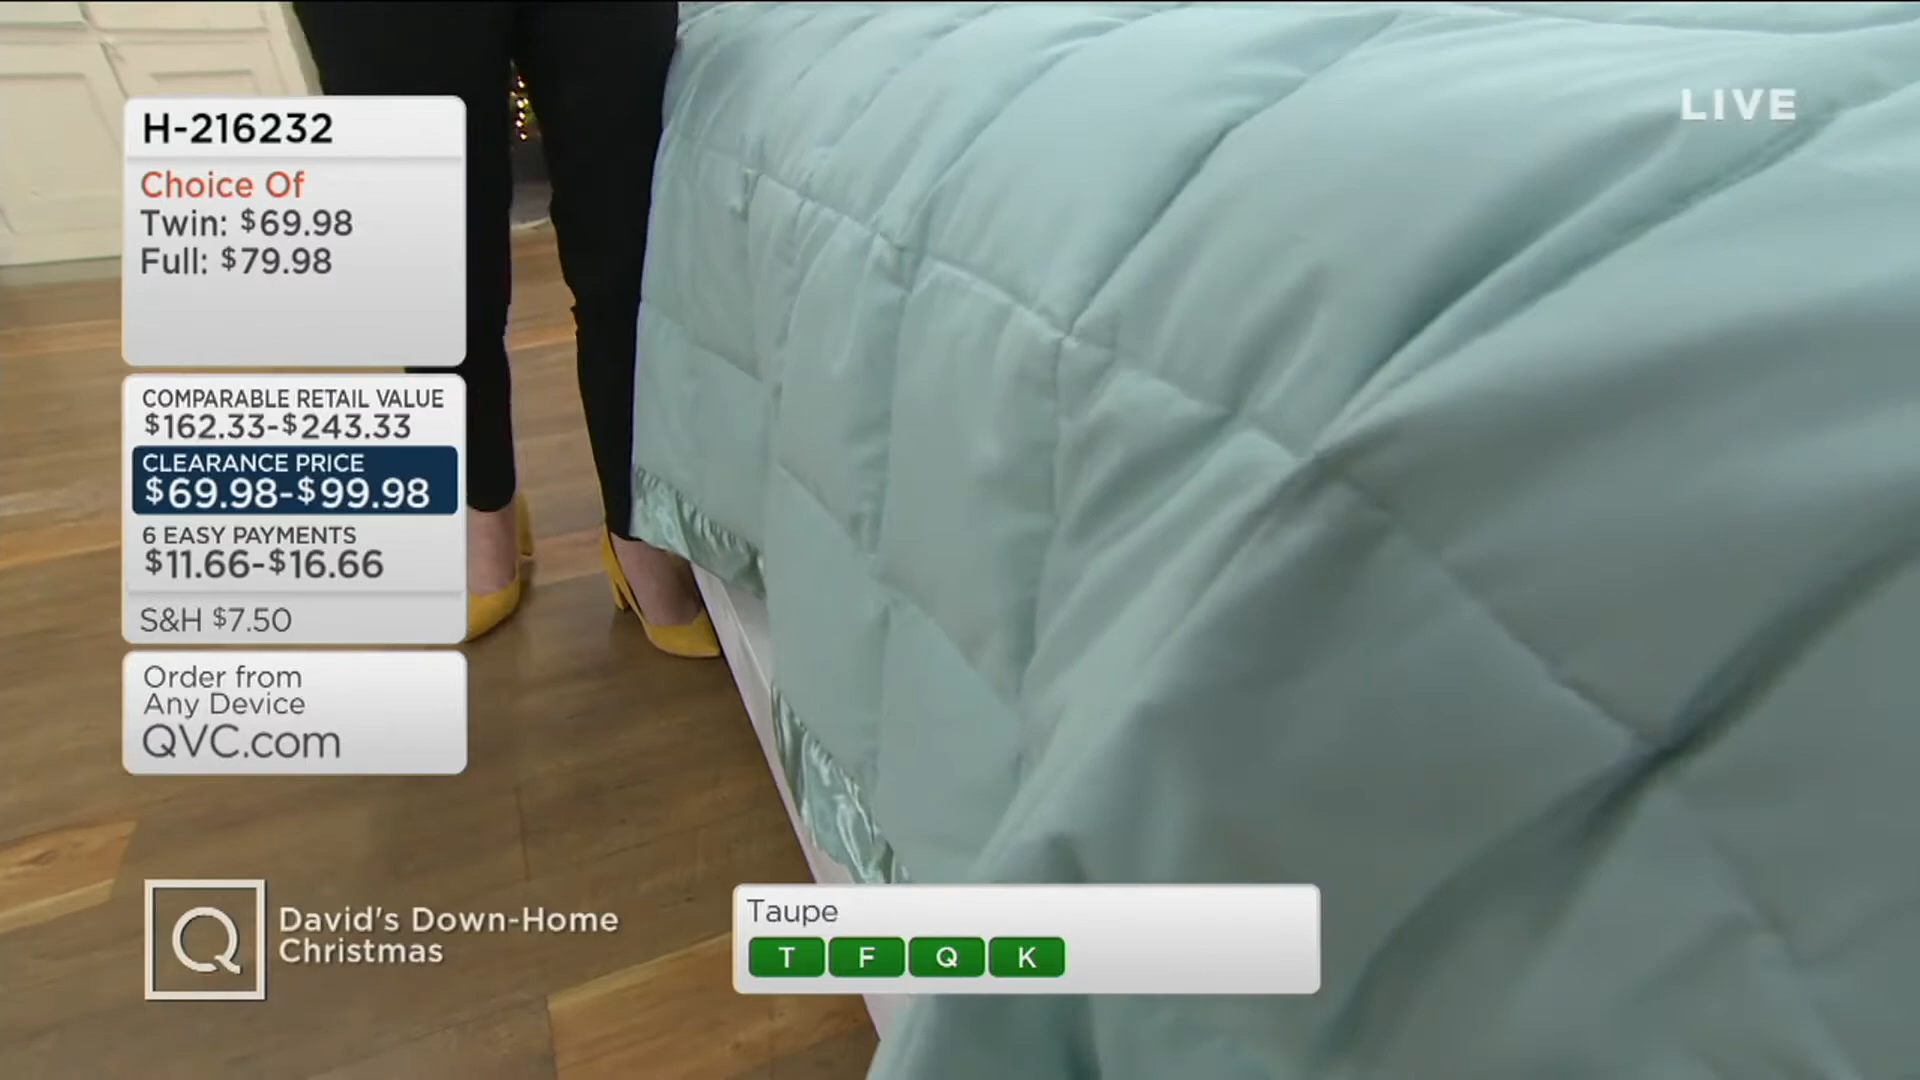 H-216232
Choice Of
Twin: $69.98
Full: $79.98
COMPARABLE RETAIL VALUE
$162.33-$243.33
CLEARANCE PRICE
$69.98-$99.98
6 EASY PAYMENTS
$11.66-$16.66
S&H $7.50
Order from
Any Device
QVC.com
LIVE
Q
David's Down-Home
Christmas
Taupe
T F Q K